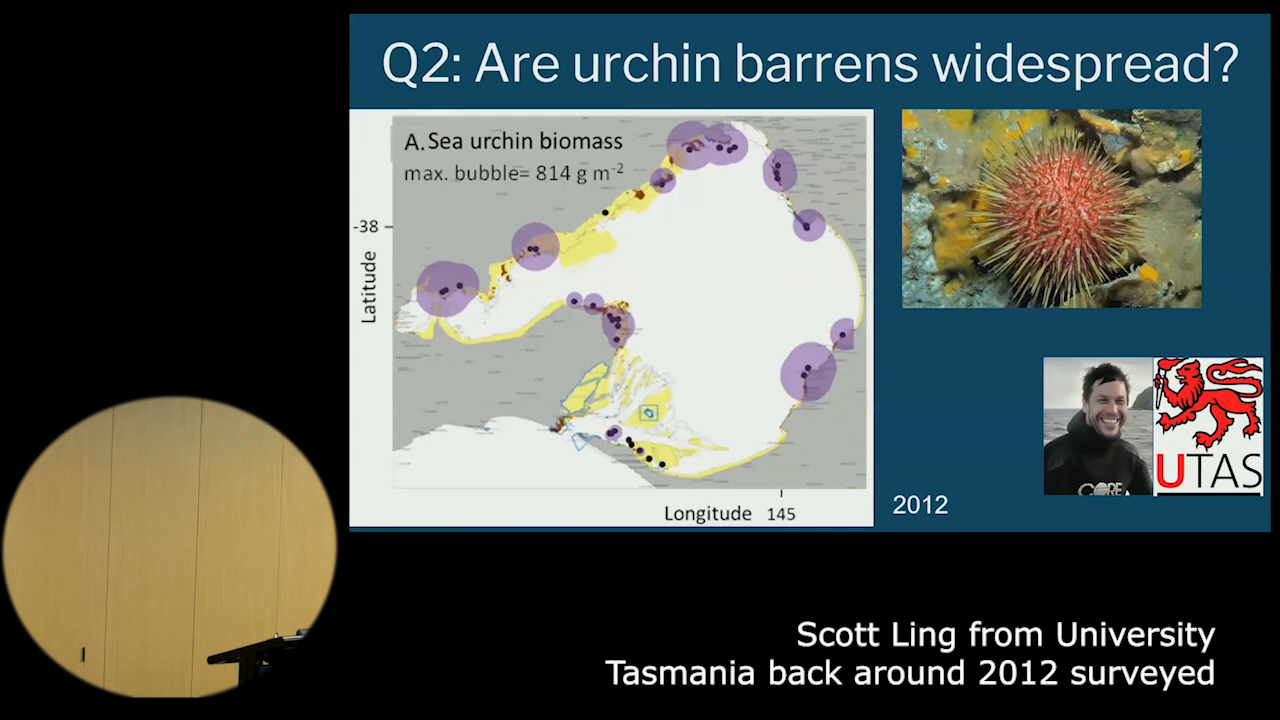 Q2: Are urchin barrens widespread?
A. Sea urchin biomass
max. bubble= 814 g m⁻²
-38
Latitude
Longitude 145
2012
CORE
UTAS
Scott Ling from University
Tasmania back around 2012 surveyed